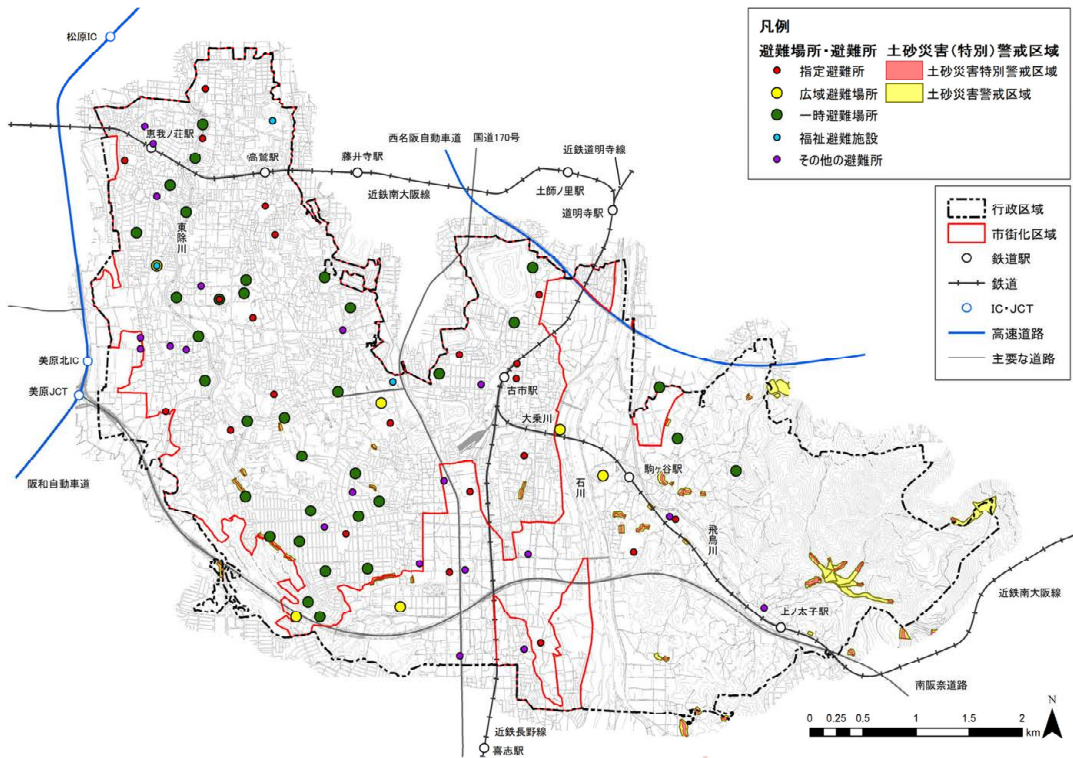 凡例
避難場所・避難所 土砂災害(特別)警戒区域
指定避難所 土砂災害特別警戒区域
広域避難場所 土砂災害警戒区域
一時避難場所
福祉避難施設
その他の避難所
行政区域
市街化区域
鉄道駅
鉄道
IC・JCT
高速道路
主要な道路
松原IC
恵我ノ荘駅
高鷲駅
藤井寺駅
西名阪自動車道
国道170号
近鉄道明寺線
近鉄南大阪線
土師ノ里駅
道明寺駅
東除川
美原北IC
美原JCT
古市駅
大乗川
阪和自動車道
駒ヶ谷駅
石川
飛鳥川
上ノ太子駅
近鉄南大阪線
南阪奈道路
近鉄長野線
喜志駅
N
0 0.25 0.5 1 1.5 2
km